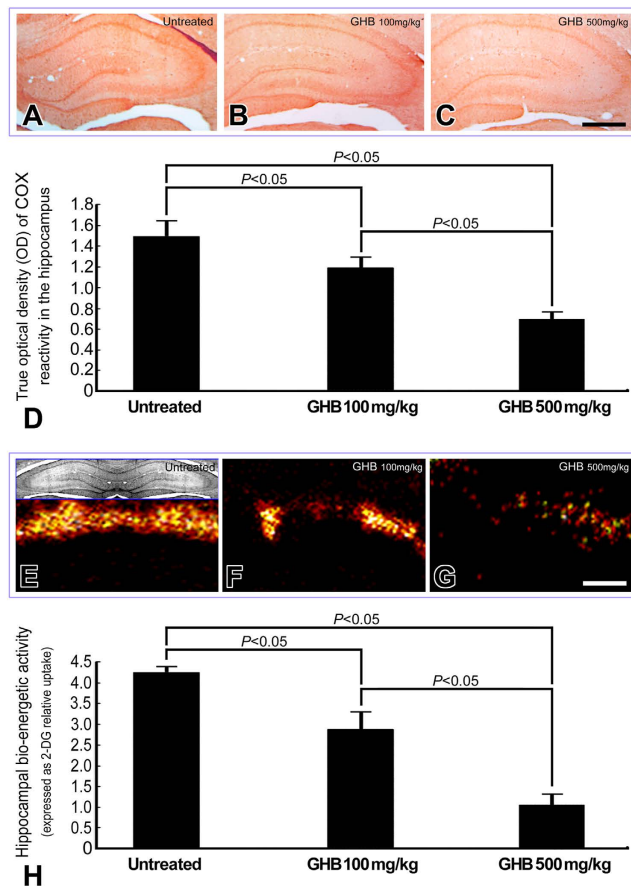 Untreated
GHB 100mg/kg
GHB 500mg/kg
A
B
C
P<0.05
P<0.05
P<0.05
True optical density (OD) of COX
reactivity in the hippocampus
1.8
1.6
1.4
1.2
1.0
0.8
0.6
0.4
0.2
0
Untreated
GHB 100 mg/kg
GHB 500 mg/kg
D
Untreated
GHB 100mg/kg
GHB 500mg/kg
E
F
G
P<0.05
P<0.05
P<0.05
Hippocampal bio-energetic activity
(expressed as 2-DG relative uptake)
4.5
4.0
3.5
3.0
2.5
2.0
1.5
1.0
0.5
0
Untreated
GHB 100 mg/kg
GHB 500 mg/kg
H